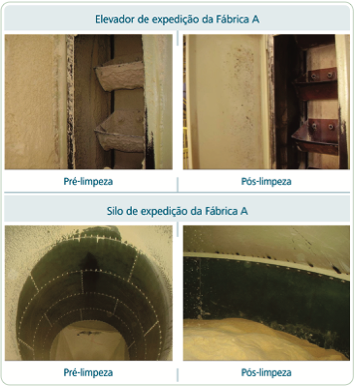 Elevador de expedição da Fábrica A
Pré-limpeza
Pós-limpeza
Silo de expedição da Fábrica A
Pré-limpeza
Pós-limpeza